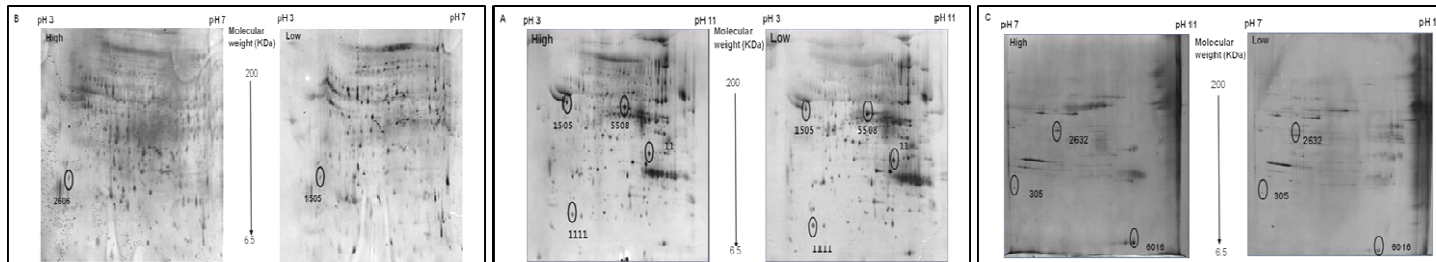 B
pH 3
pH 7
pH 3
pH 7
High
Molecular weight (KDa)
Low
200
6.5
2606
1505
A
pH 3
pH 11
pH 3
pH 11
High
Molecular weight (KDa)
Low
200
6.5
1505
5508
11
1111
1505
5508
11
1111
C
pH 7
pH 11
pH 7
pH 1
High
Molecular weight (KDa)
Low
200
6.5
2632
305
6016
2632
305
6016